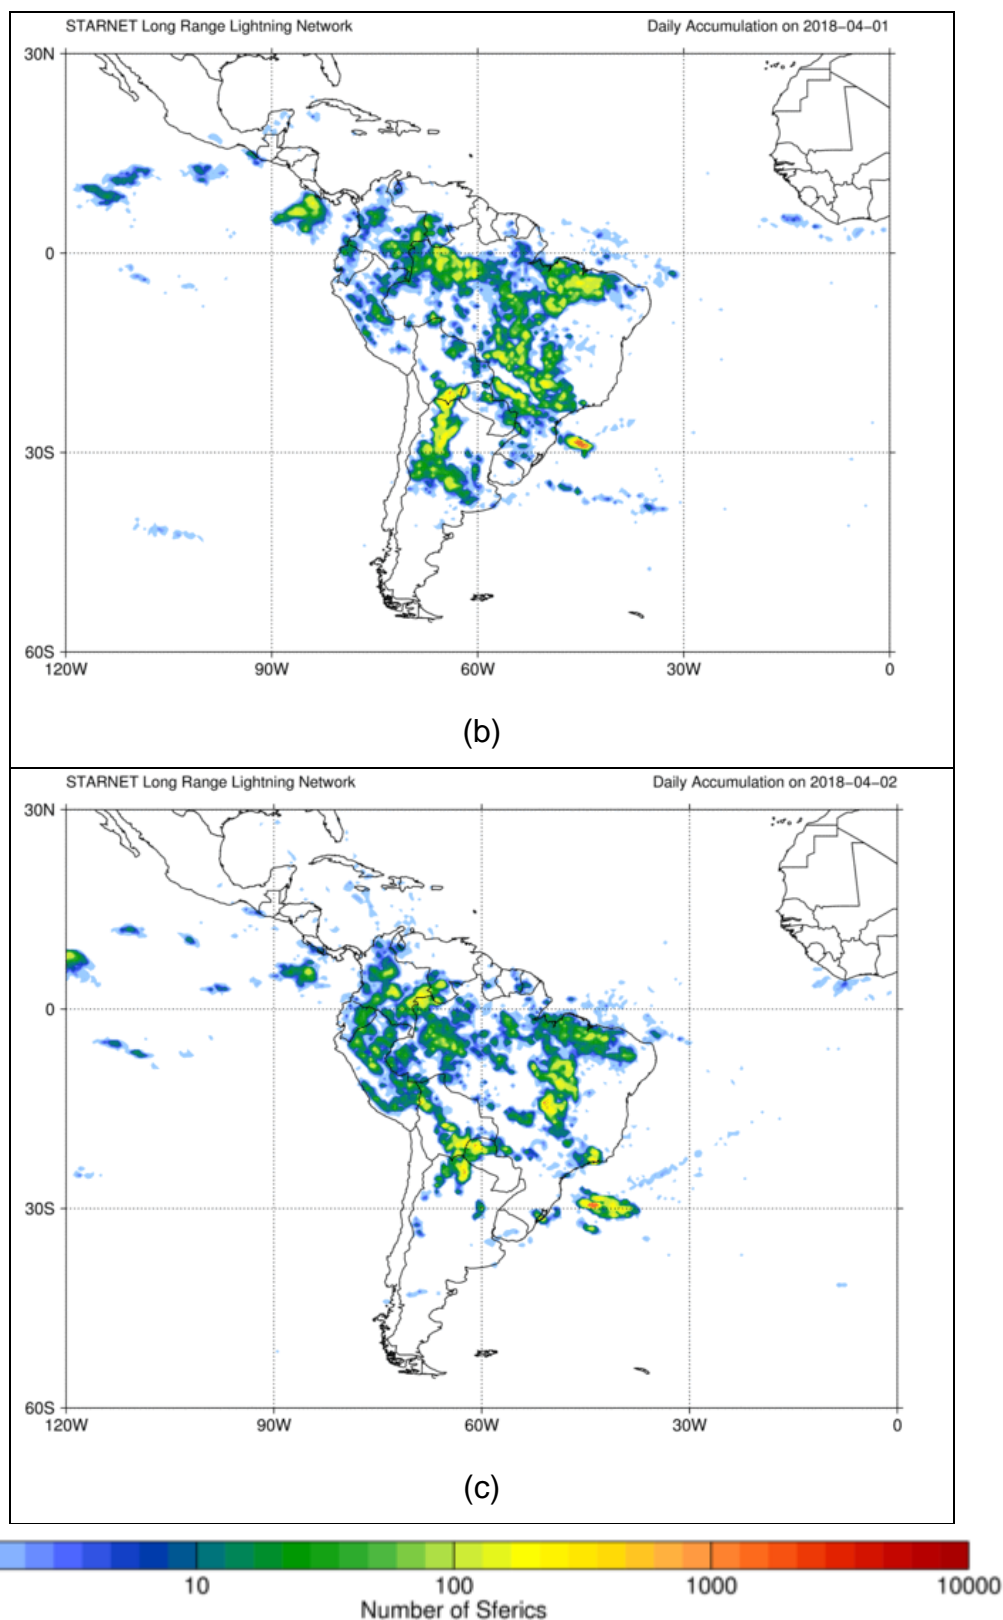 STARNET Long Range Lightning Network Daily Accumulation on 2018-04-01
30N
0
30S
60S
120W 90W 60W 30W 0
(b)
STARNET Long Range Lightning Network Daily Accumulation on 2018-04-02
30N
0
30S
60S
120W 90W 60W 30W 0
(c)
10 100 1000 10000
Number of Sferics